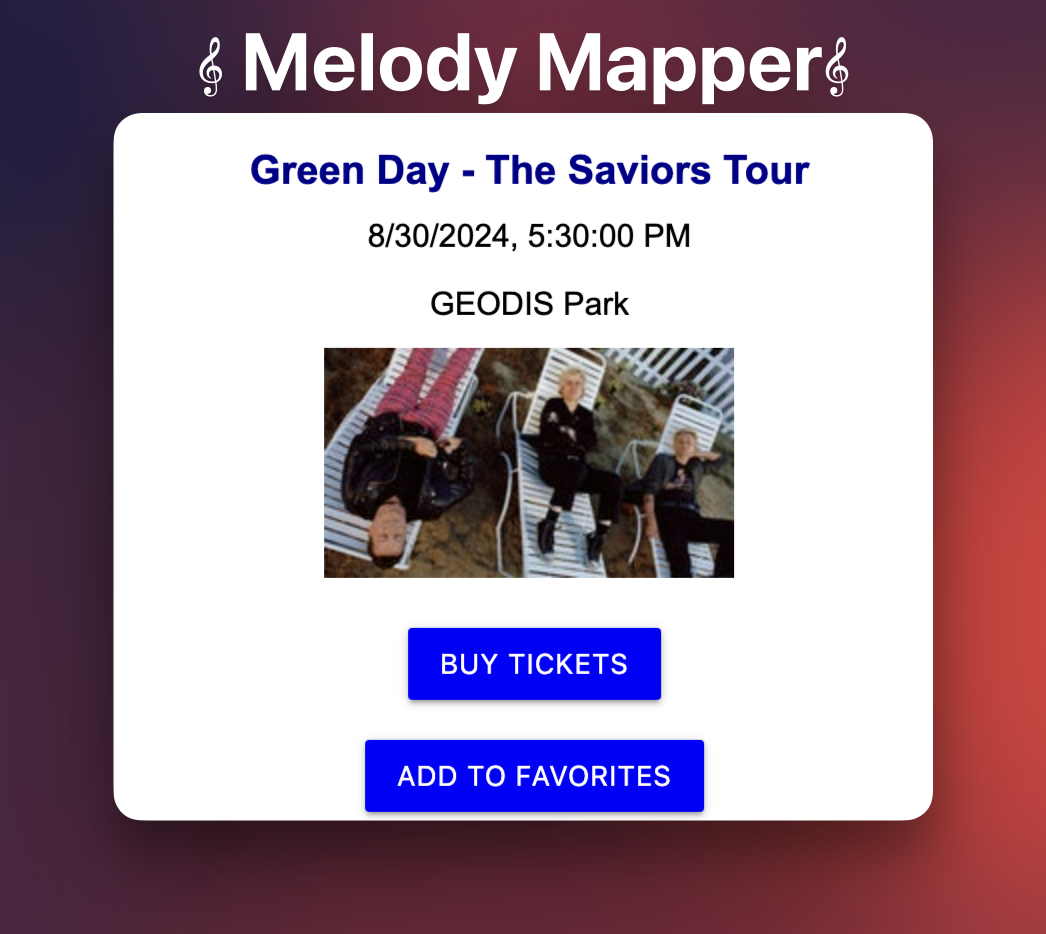 𝄞 Melody Mapper𝄞
Green Day - The Saviors Tour
8/30/2024, 5:30:00 PM
GEODIS Park
BUY TICKETS
ADD TO FAVORITES